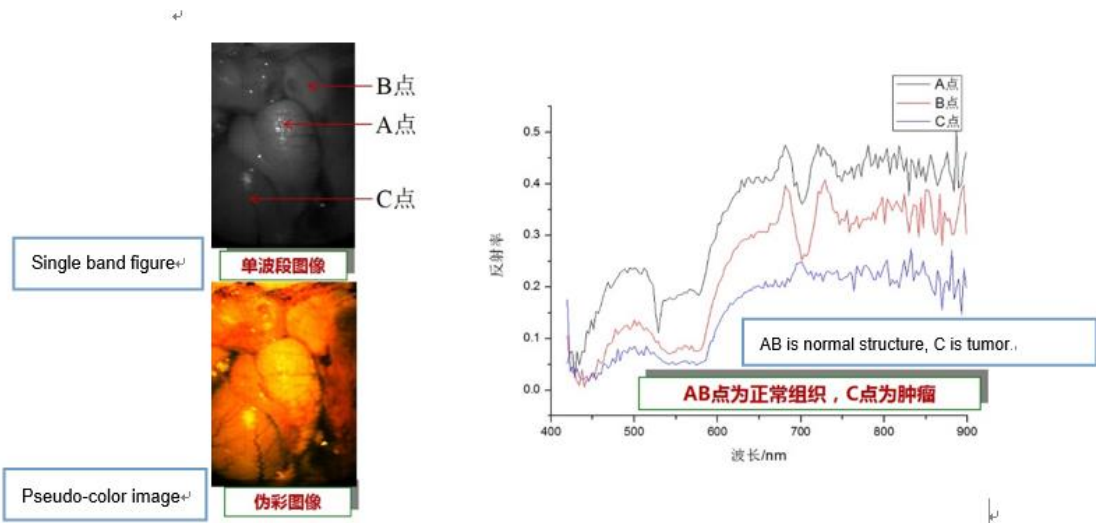 B点
A点
C点
Single band figure
单波段图像
Pseudo-color image
伪彩图像
A点
B点
C点
0.5
0.4
0.3
0.2
0.1
0.0
反射率
400
500
600
700
800
900
波长/nm
AB is normal structure, C is tumor.
AB点为正常组织，C点为肿瘤